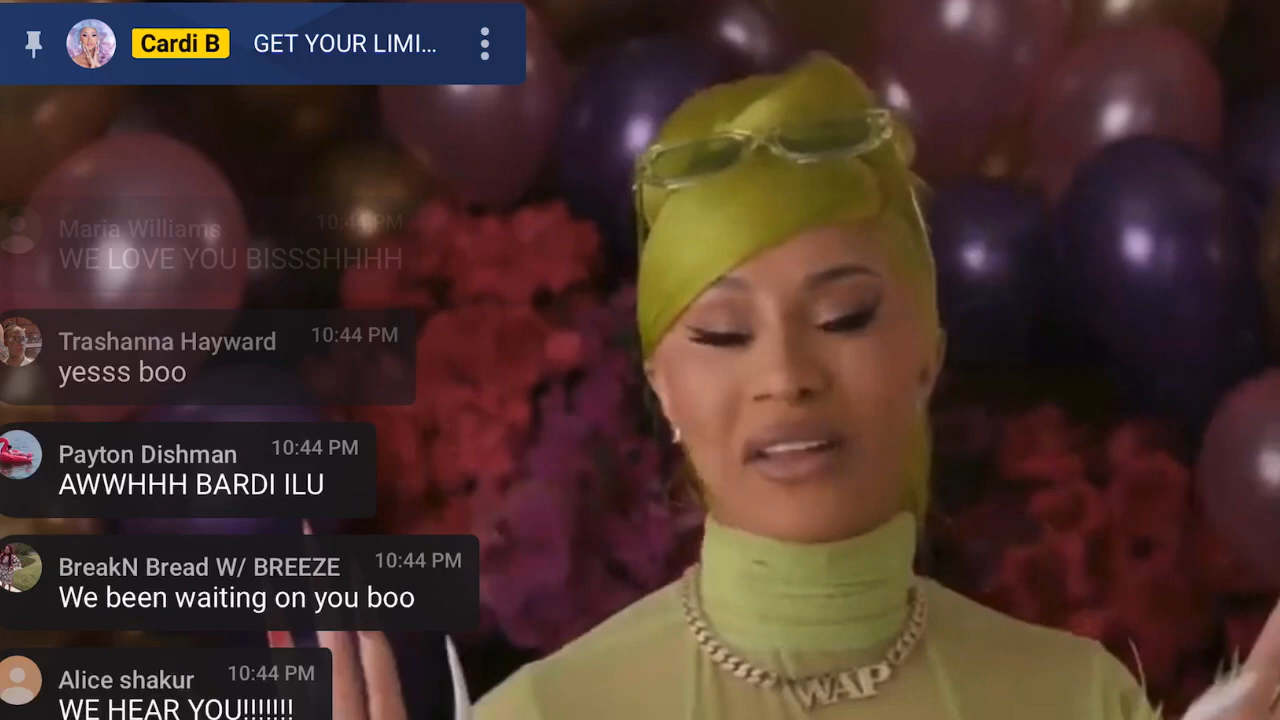 Cardi B GET YOUR LIMI...
Maria Williams 10:44 PM
WE LOVE YOU BISSSHHHH
Trashanna Hayward 10:44 PM
yesss boo
Payton Dishman 10:44 PM
AWWHHH BARDI ILU
BreakN Bread W/ BREEZE 10:44 PM
We been waiting on you boo
Alice shakur 10:44 PM
WE HEAR YOU!!!!!!!
WAP